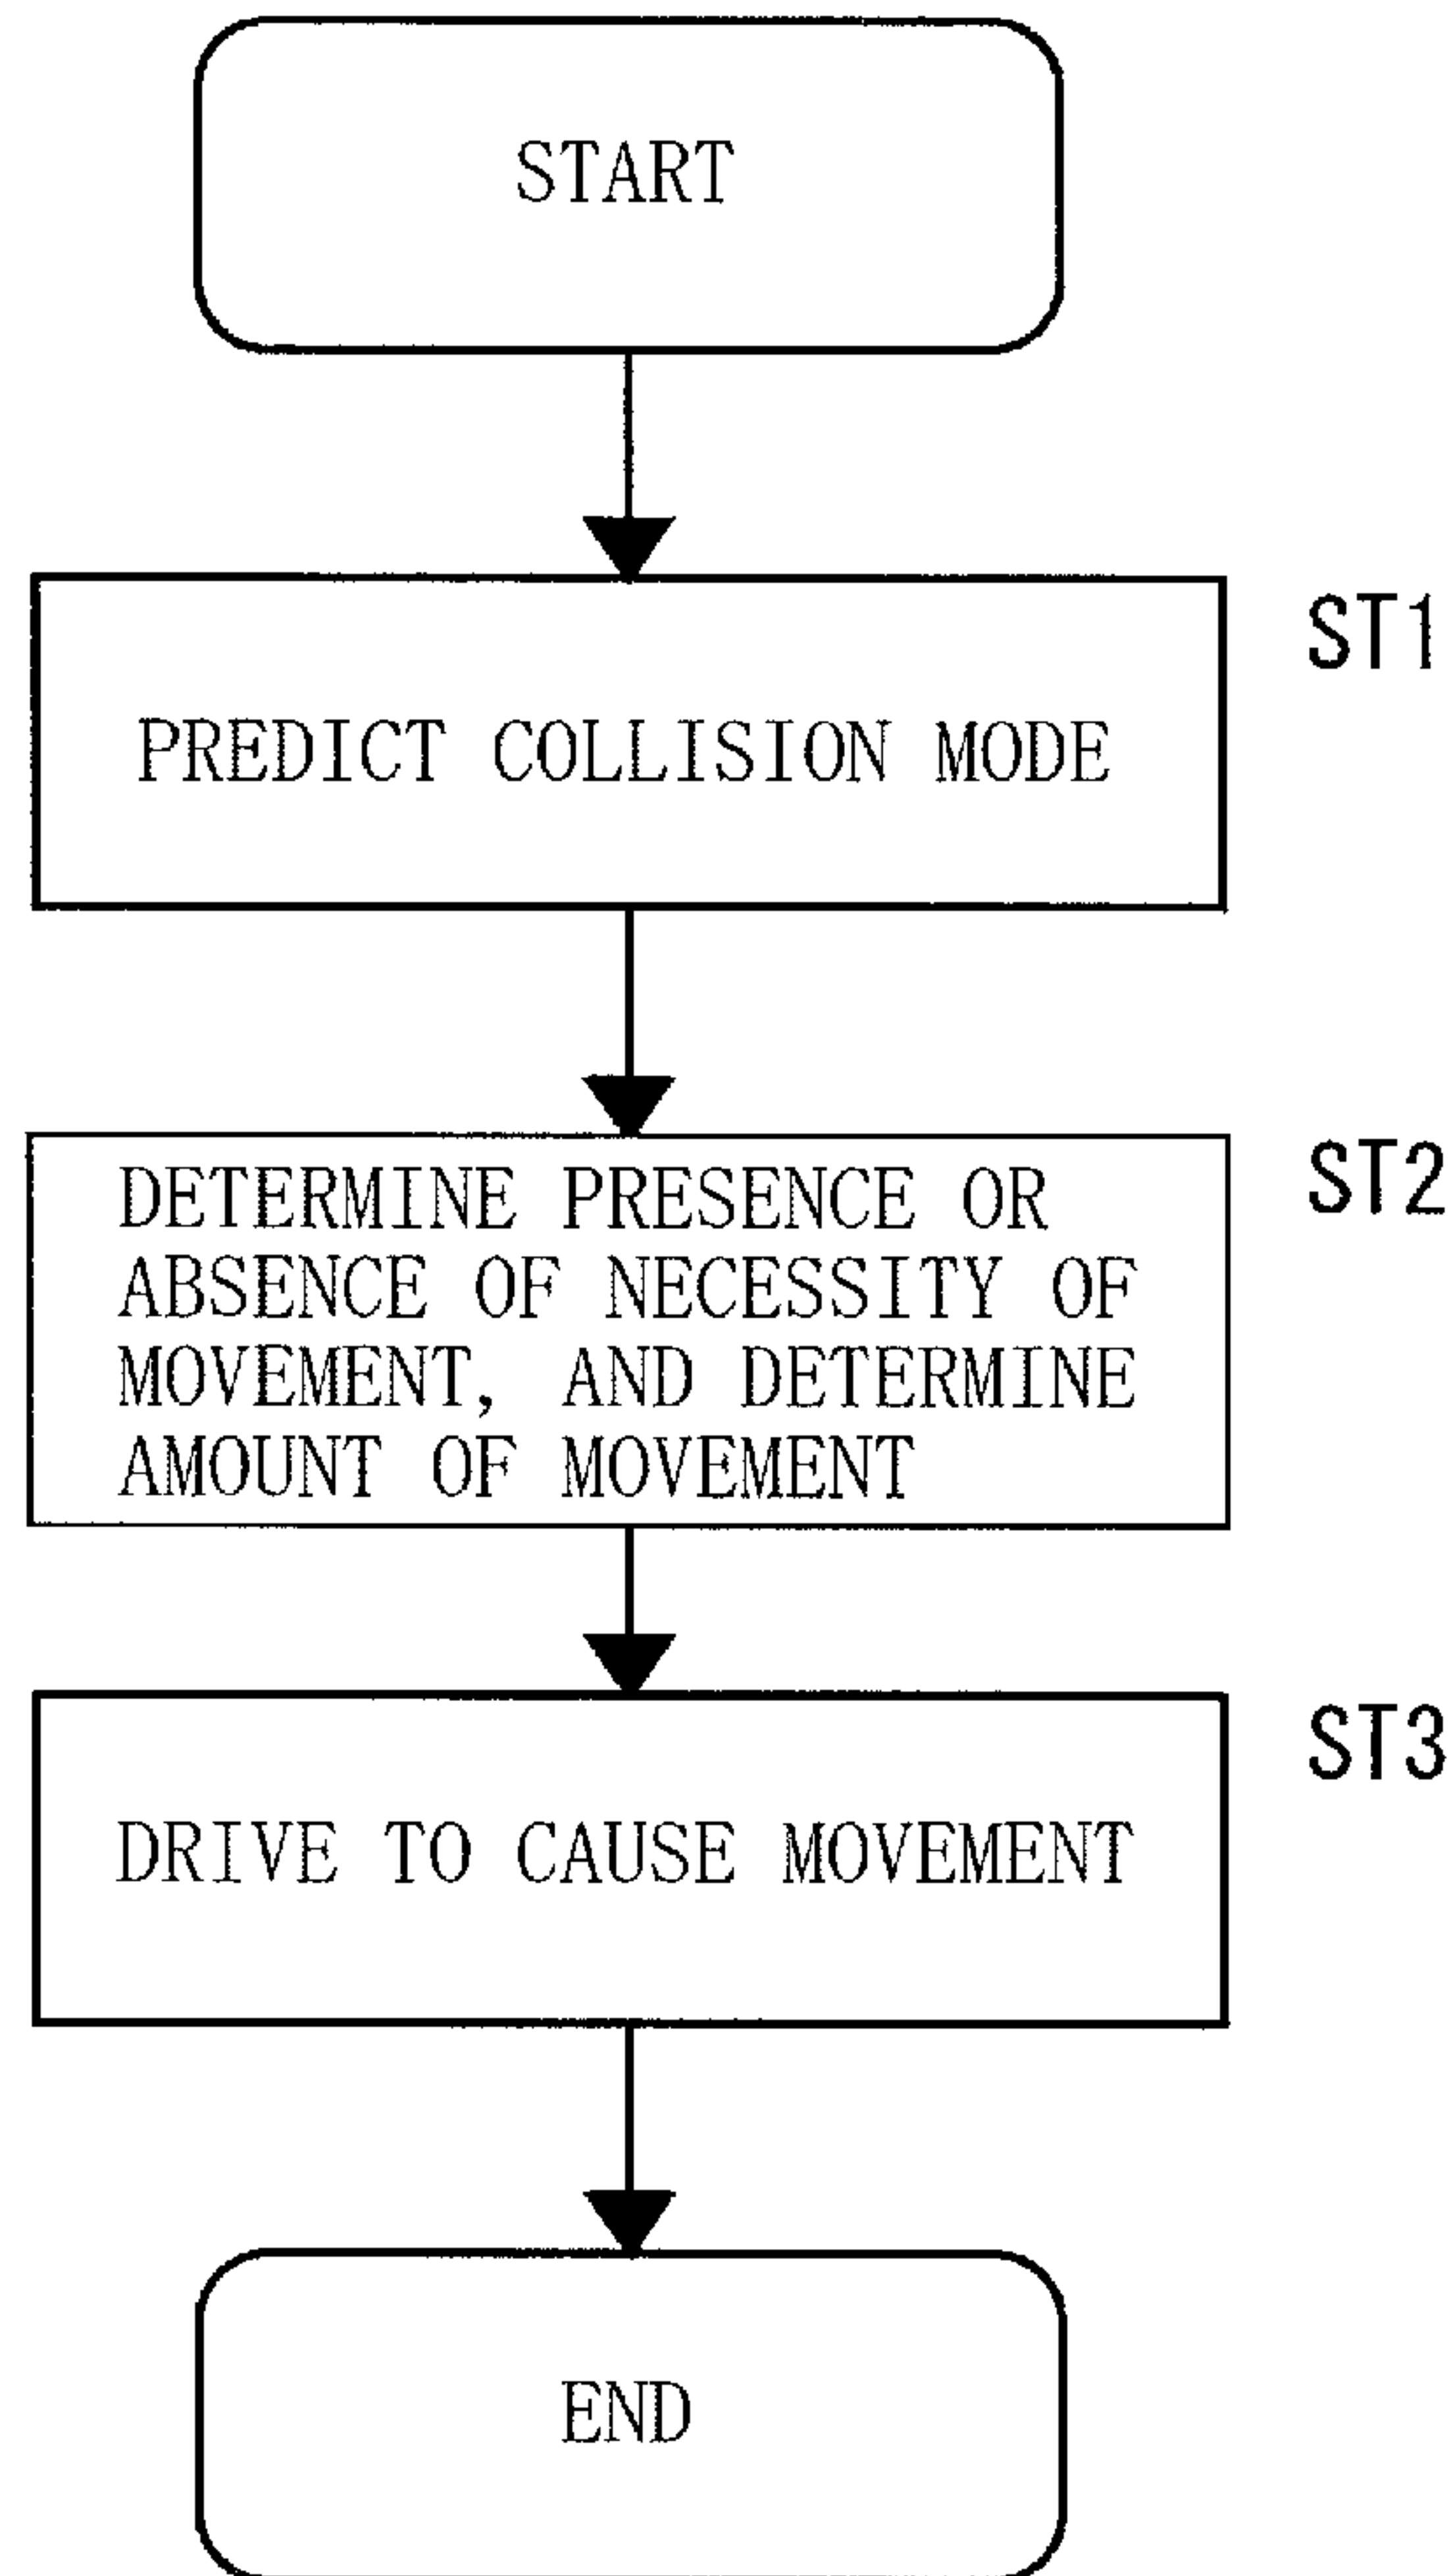 START
ST1
PREDICT COLLISION MODE
ST2
DETERMINE PRESENCE OR
ABSENCE OF NECESSITY OF
MOVEMENT, AND DETERMINE
AMOUNT OF MOVEMENT
ST3
DRIVE TO CAUSE MOVEMENT
END